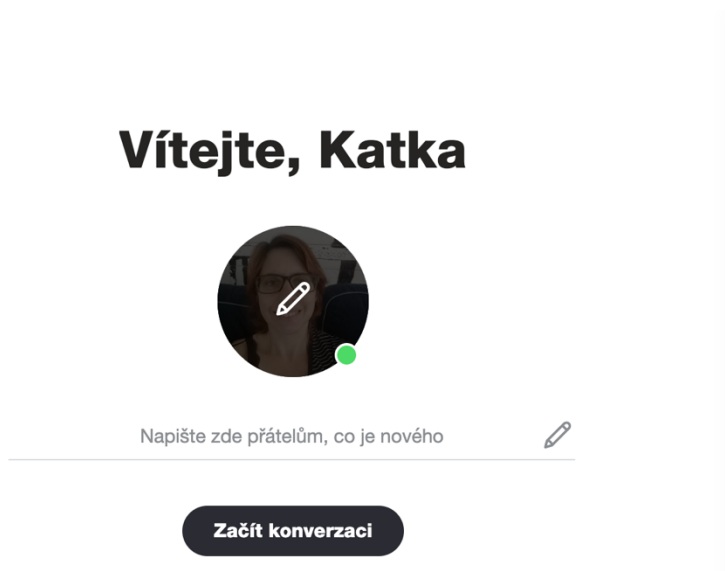 Vítejte, Katka
Napište zde přátelům, co je nového
Začít konverzaci